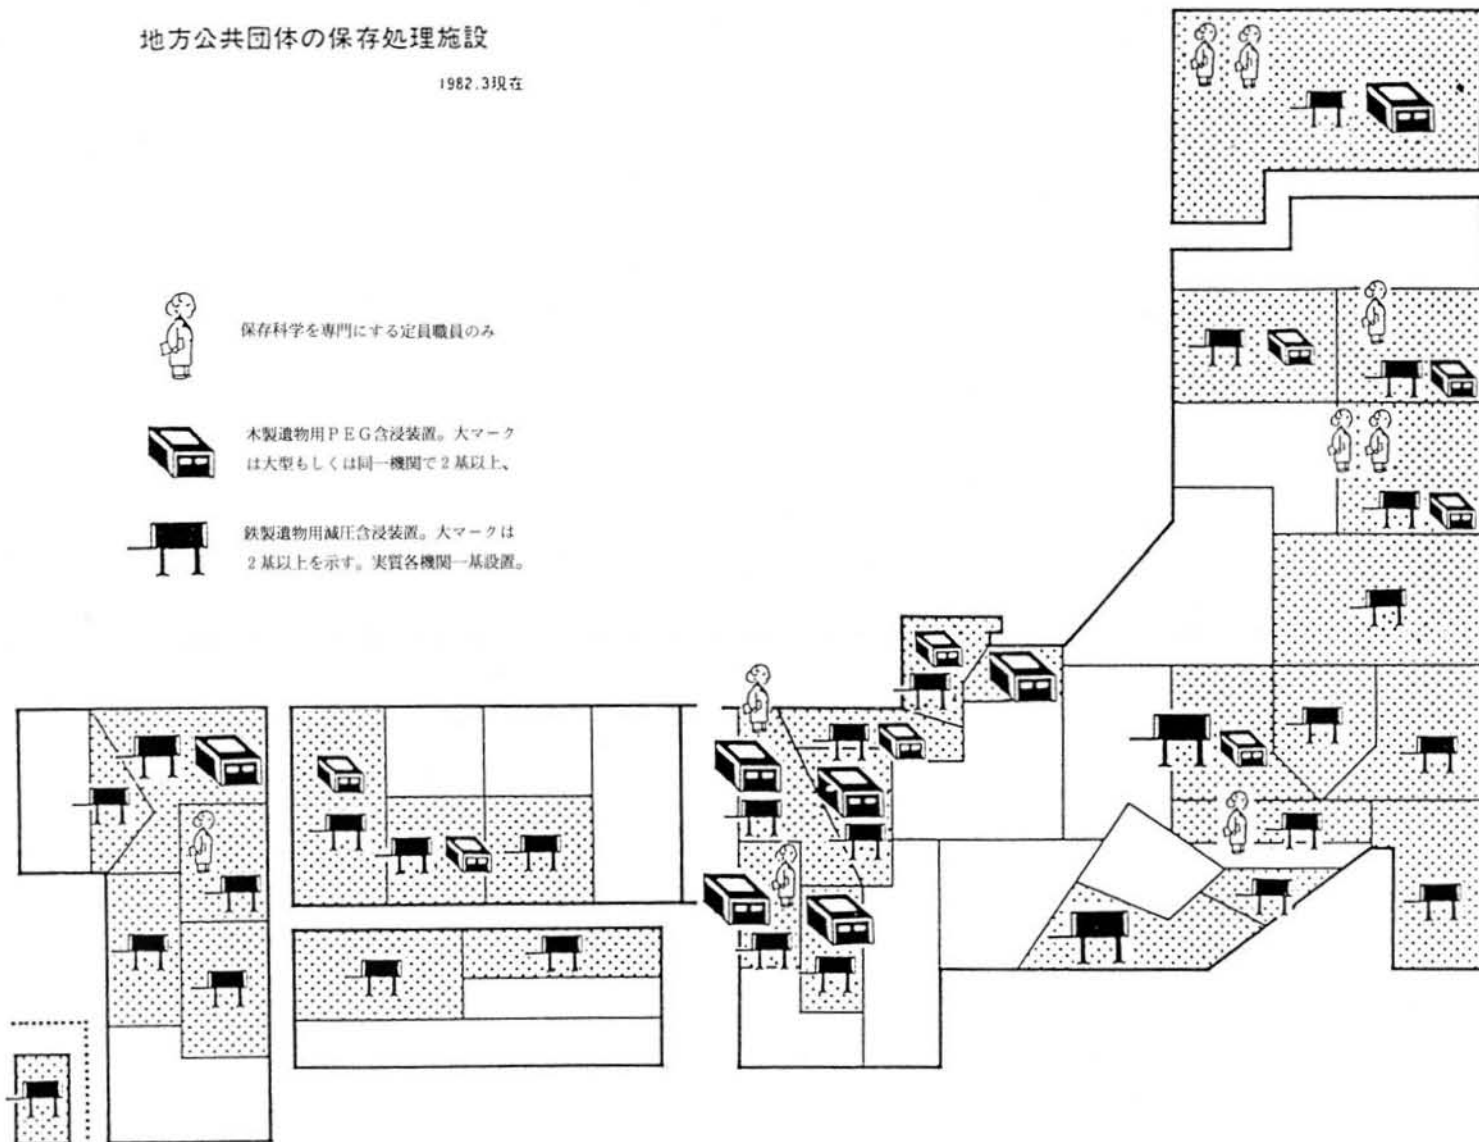 地方公共団体の保存処理施設
1982.3現在
保存科学を専門にする定員職員のみ
木製遺物用PEG含浸装置。大マーク
は大型もしくは同一機関で2基以上、
鉄製遺物用減圧含浸装置。大マークは
2基以上を示す。実質各機関一基設置。